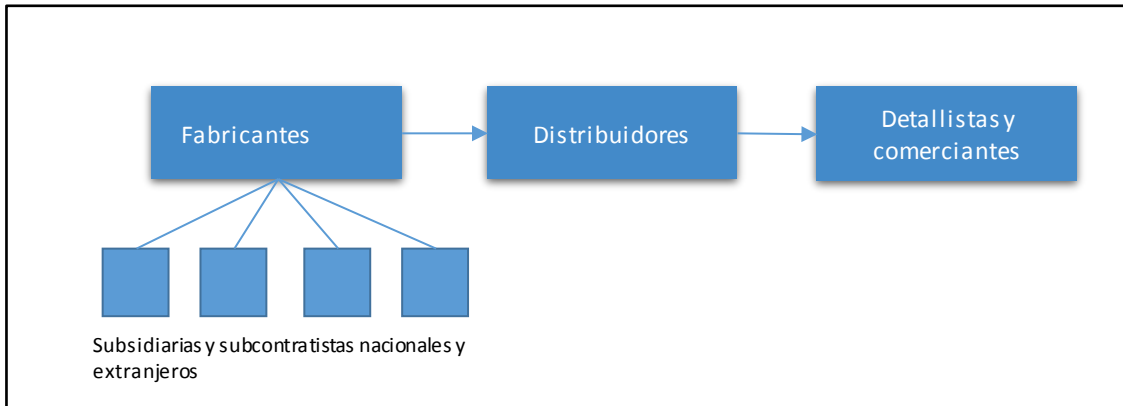 Fabricantes
Distribuidores
Detallistas y
comerciantes
Subsidiarias y subcontratistas nacionales y
extranjeros